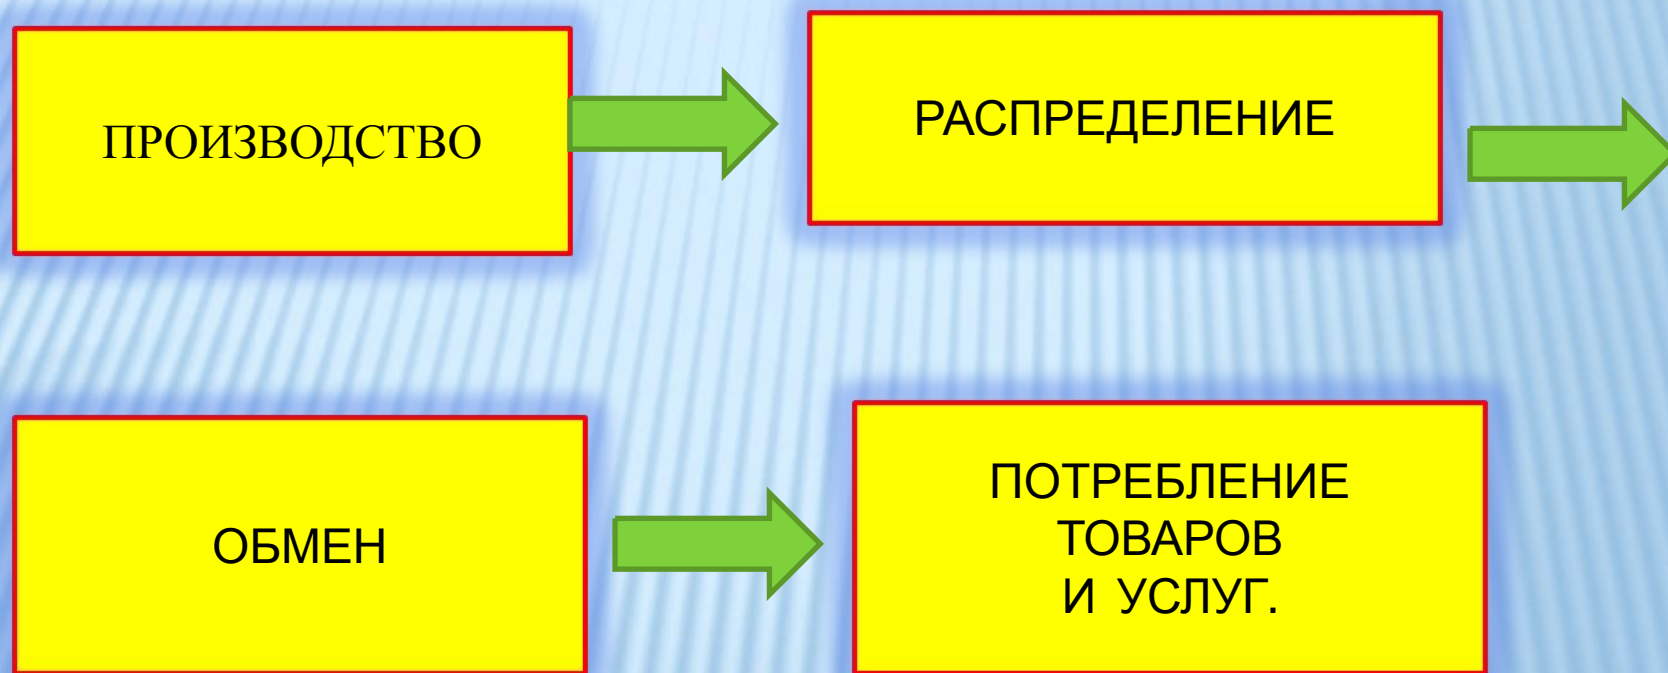 ПРОИЗВОДСТВО
РАСПРЕДЕЛЕНИЕ
ОБМЕН
ПОТРЕБЛЕНИЕ
ТОВАРОВ
И УСЛУГ.